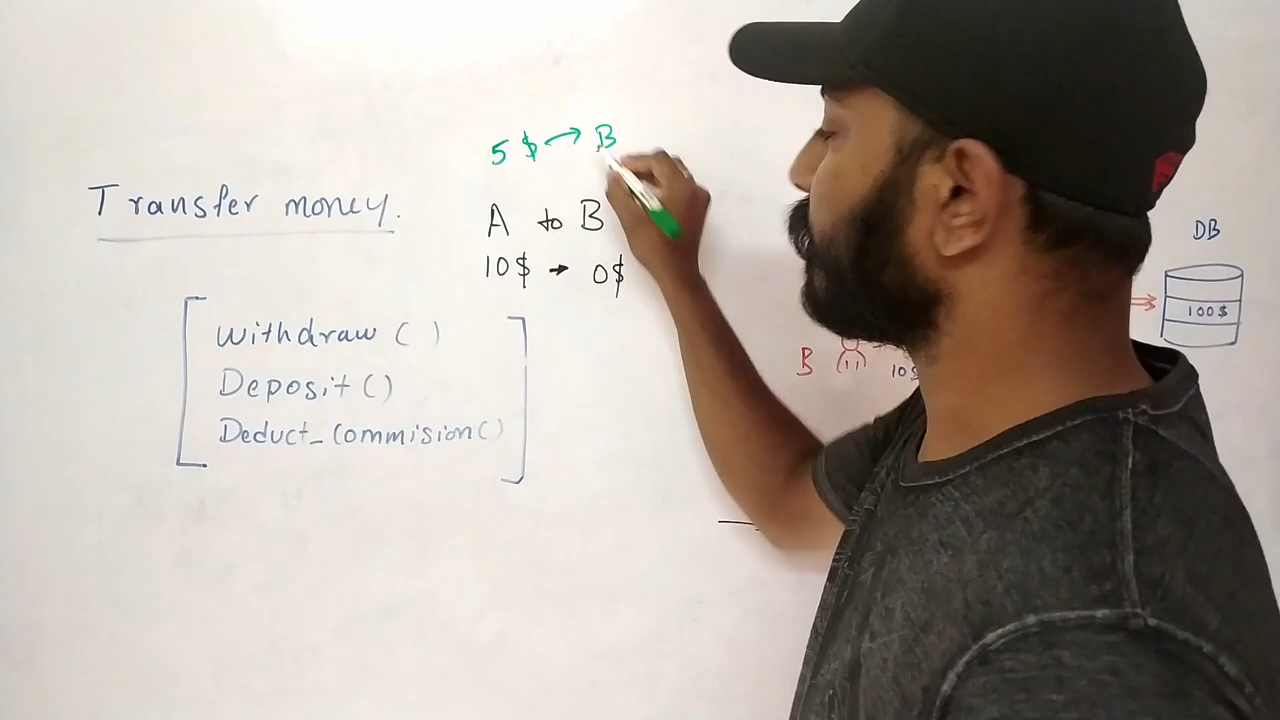 5 $ → B
Transfer money.
A to B
10$ → 0$
withdraw ( )
Deposit ( )
Deduct_Commision ( )
DB
100$
B